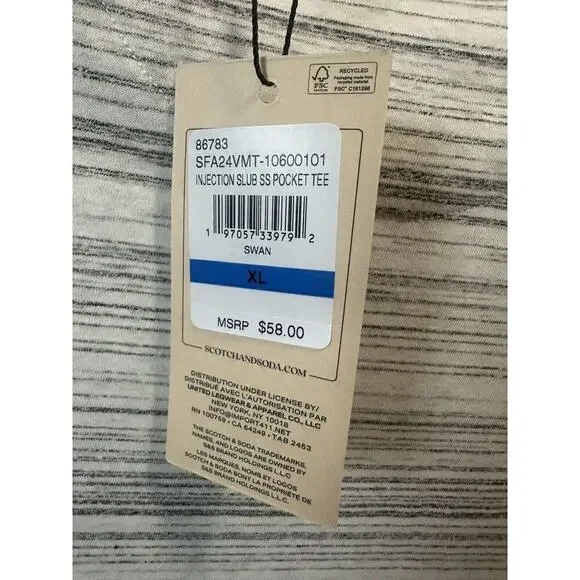 FSC
RECYCLED
Packaging made from
recycled material
FSC® C161298
86783
SFA24VMT-10600101
INJECTION SLUB SS POCKET TEE
1 97057 33979 2
SWAN
XL
MSRP $58.00
SCOTCHANDSODA.COM
DISTRIBUTION UNDER LICENSE BY/
DISTRIBUÉ AVEC L'AUTORISATION PAR
UNITED LEGWEAR & APPAREL CO., LLC
NEW YORK, NY 10018
INFO@IMPORT411.NET
RN 100759 • CA 64249 • TAB 2453
THE SCOTCH & SODA TRADEMARKS,
NAMES, AND LOGOS ARE OWNED BY
S&S BRAND HOLDINGS L.L.C.
LES MARQUES, NOMS ET LOGOS
SCOTCH & SODA SONT LA PROPRIÉTÉ DE
S&S BRAND HOLDINGS L.L.C.